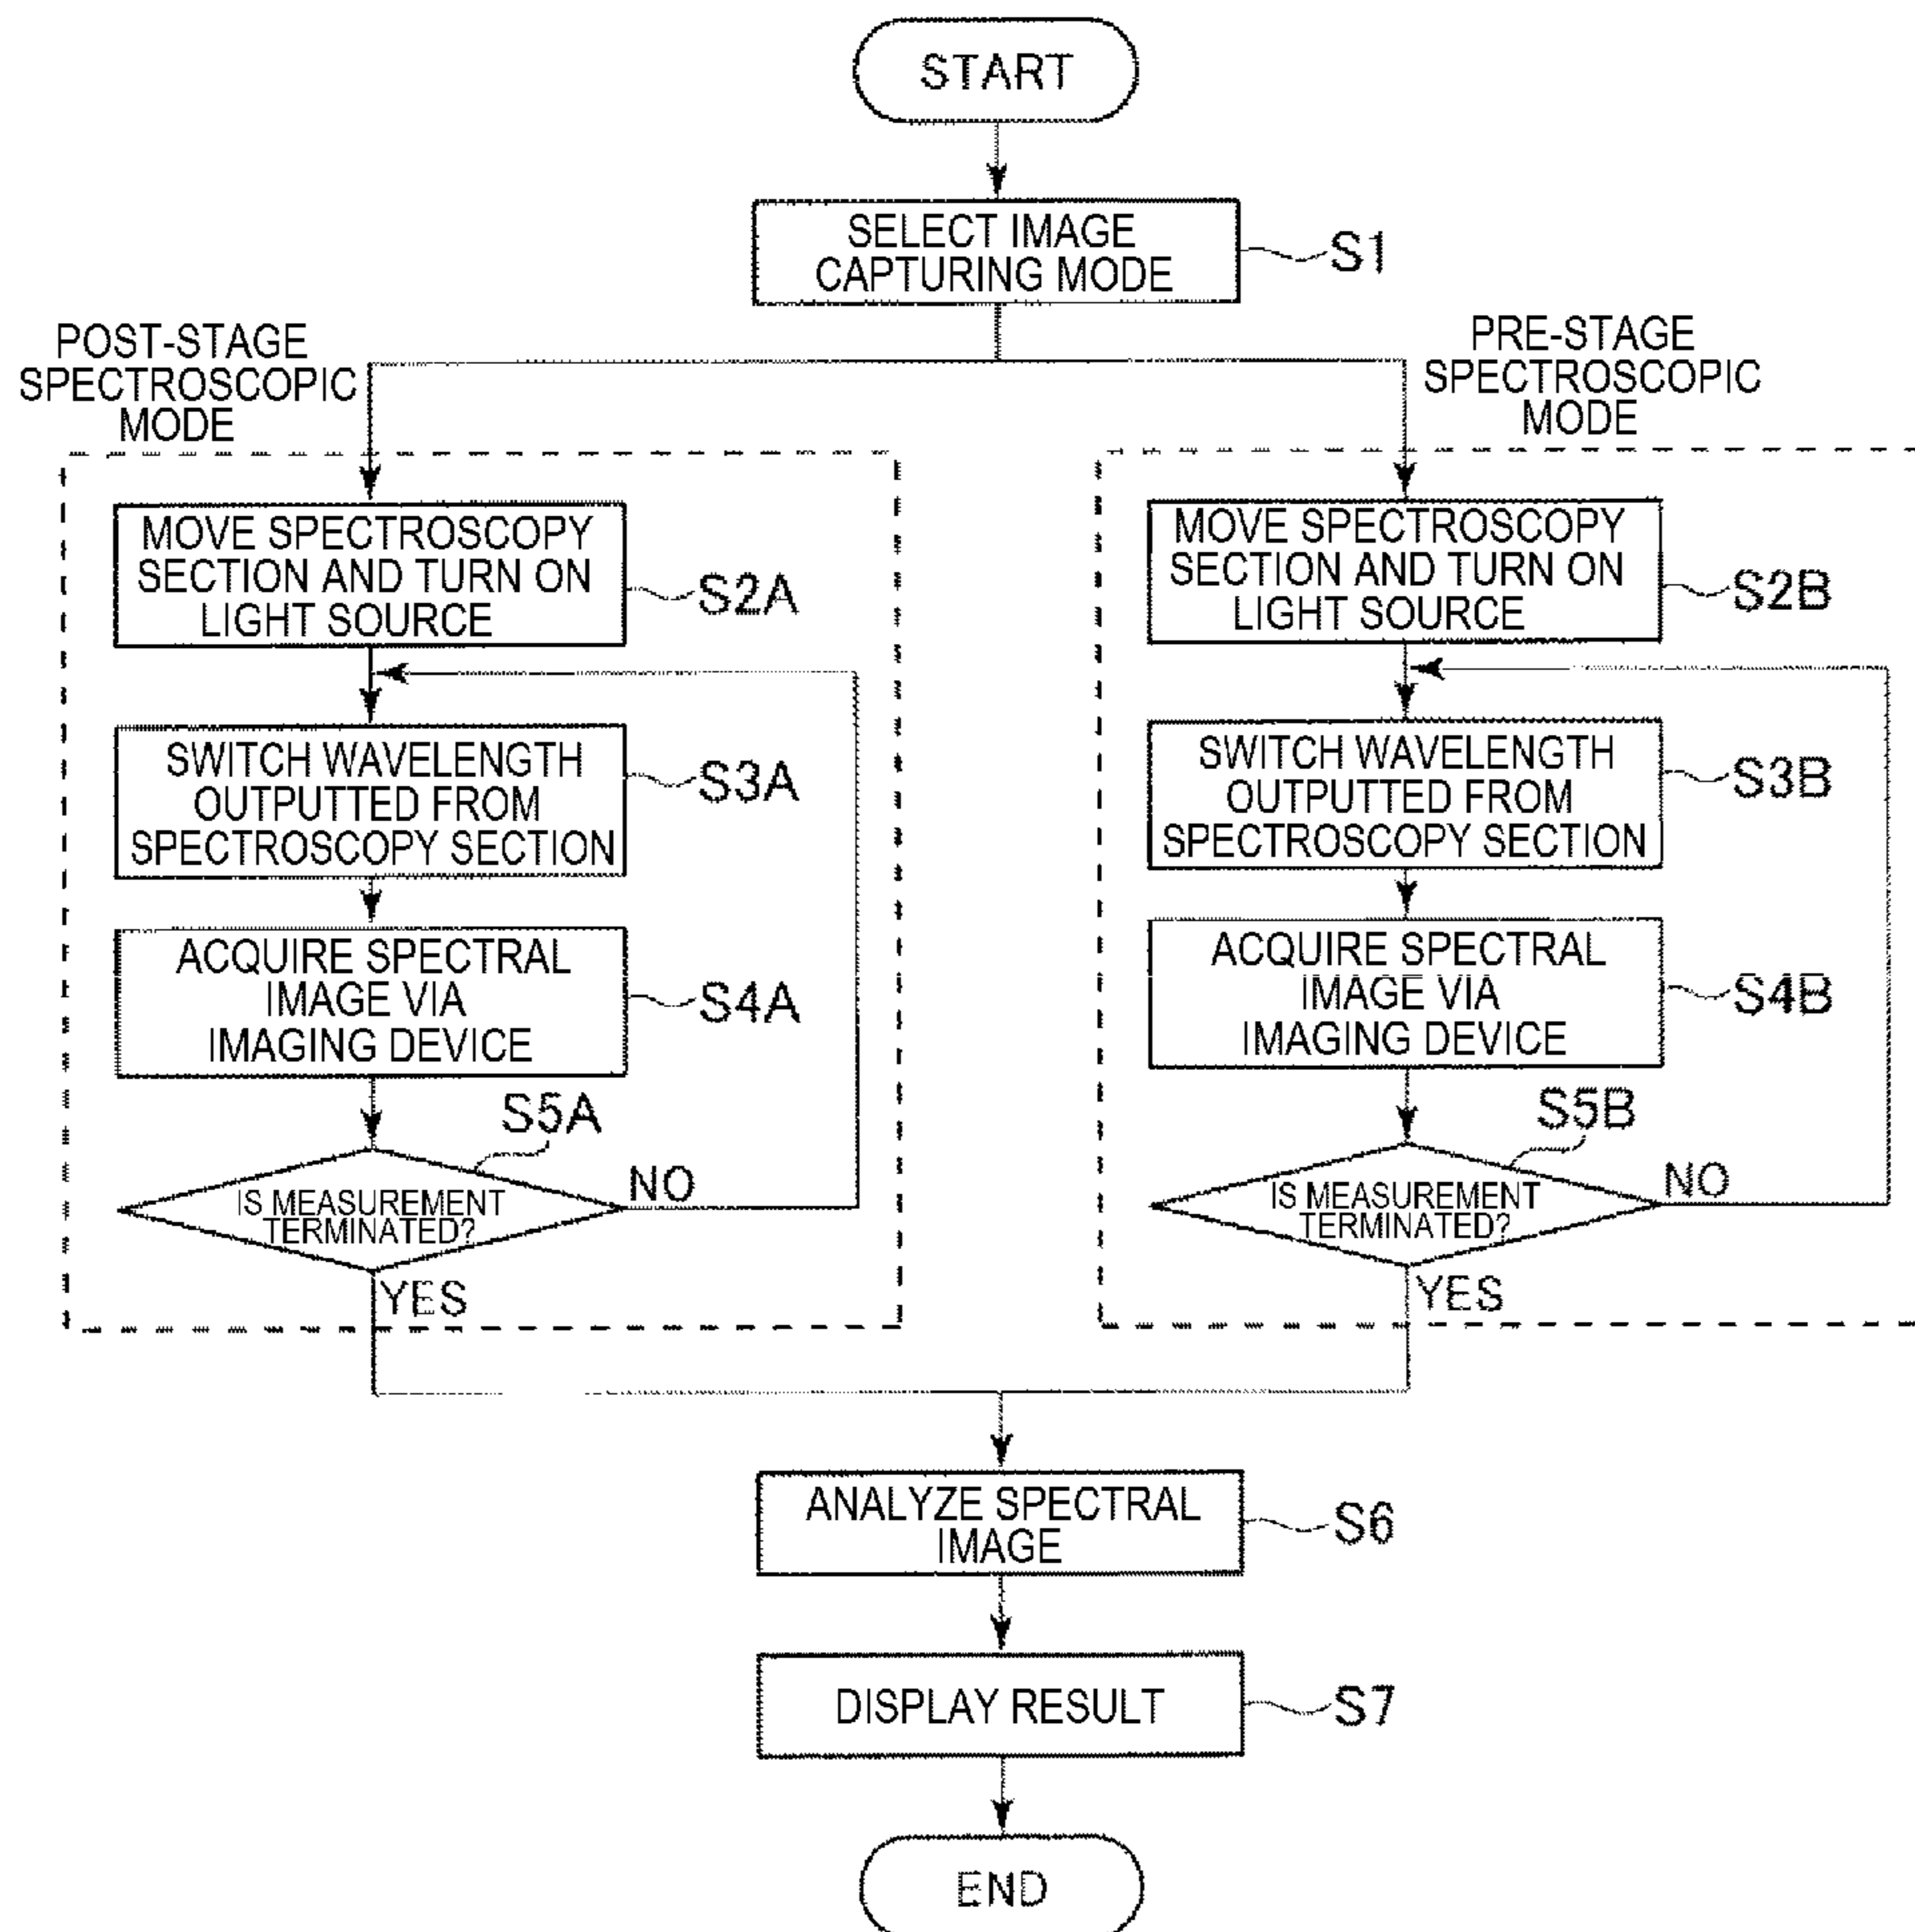 START
SELECT IMAGE
CAPTURING MODE
S1
POST-STAGE
SPECTROSCOPIC
MODE
PRE-STAGE
SPECTROSCOPIC
MODE
MOVE SPECTROSCOPY
SECTION AND TURN ON
LIGHT SOURCE
S2A
SWITCH WAVELENGTH
OUTPUTTED FROM
SPECTROSCOPY SECTION
S3A
ACQUIRE SPECTRAL
IMAGE VIA
IMAGING DEVICE
S4A
S5A
IS MEASUREMENT
TERMINATED?
NO
YES
MOVE SPECTROSCOPY
SECTION AND TURN ON
LIGHT SOURCE
S2B
SWITCH WAVELENGTH
OUTPUTTED FROM
SPECTROSCOPY SECTION
S3B
ACQUIRE SPECTRAL
IMAGE VIA
IMAGING DEVICE
S4B
S5B
IS MEASUREMENT
TERMINATED?
NO
YES
ANALYZE SPECTRAL
IMAGE
S6
DISPLAY RESULT
S7
END